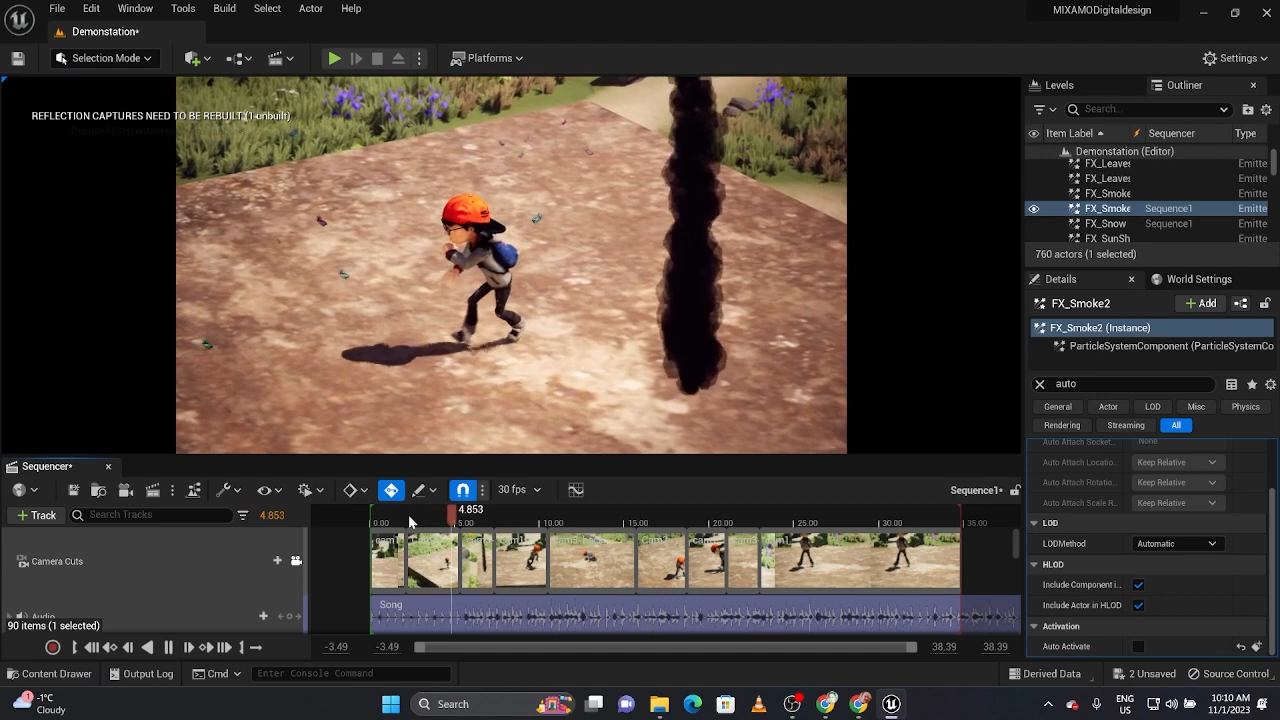 File Edit Window Tools Build Select Actor Help
MIXAMODigitaldesign
Demonstation*
Selection Mode
Platforms
Settings
REFLECTION CAPTURES NEED TO BE REBUILT (1 unbuilt)
Levels
Outliner
Search...
Item Label Sequencer Type
Demonstation (Editor)
FX_Leaves Emitte
FX_Leaves Emitte
FX_Smoke Emitte
FX_Smoke Sequence1 Emitte
FX_Snow Sequence1 Emitte
FX_SunSh Emitte
760 actors (1 selected)
Details
World Settings
FX_Smoke2
Add
FX_Smoke2 (Instance)
ParticleSystemComponent (ParticleSystemCo
auto
General Actor LOD Misc Physics
Rendering Streaming All
Auto Attach Socket.. None
Auto Attach Locatio.. Keep Relative
Auto Attach Rotatio.. Keep Relative
Auto Attach Scale R.. Keep Relative
LOD
LODMethod Automatic
HLOD
Include Component i...
Include Actor in HLOD
Activation
Auto Activate
Sequencer*
30 fps
Sequence1*
Track
Search Tracks
4.853
4.853
0.00 5.00 10.00 15.00 20.00 25.00 30.00 35.00
Camera Cuts
Audio
Song
90 items (1 selected)
-3.49 -3.49 38.39 38.39
Content Drawer
Output Log
Cmd
Enter Console Command
Derived Data
2 Unsaved
Source Control
1
-1°C
Cloudy
Search
ENG
US
10:10 AM
11/1/2023